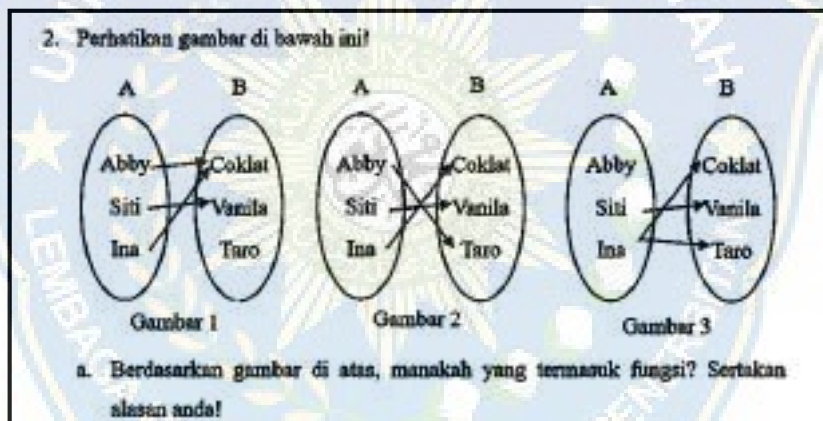 2. Perhatikan gambar di bawah ini!
A B A B A B
Abby Coklat Abby Coklat Abby Coklat
Siti Vanila Siti Vanila Siti Vanila
Ina Taro Ina Taro Ina Taro
Gambar 1 Gambar 2 Gambar 3
a. Berdasarkan gambar di atas, manakah yang termasuk fungsi? Sertakan
alasan anda!